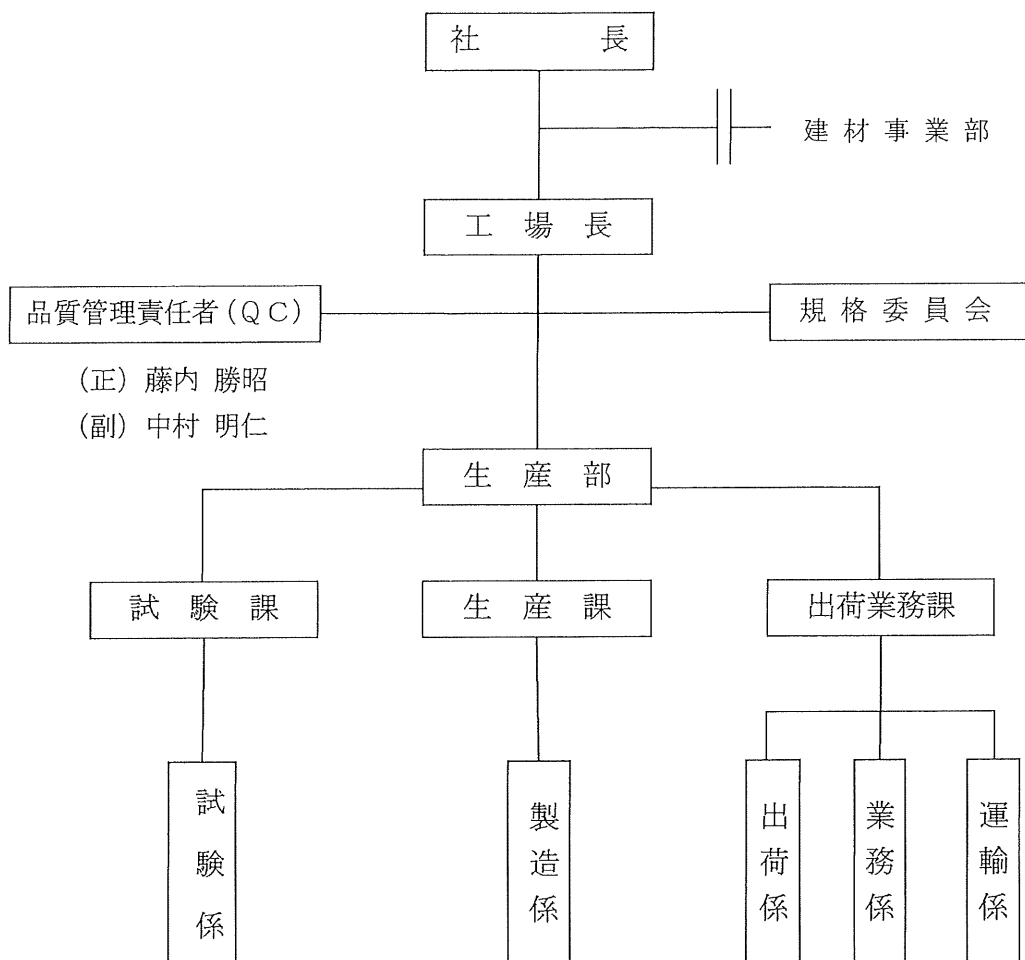 社長
建材事業部
工場長
品質管理責任者(QC)
規格委員会
(正) 藤内 勝昭
(副) 中村 明仁
生産部
試験課
生産課
出荷業務課
試験係
製造係
出荷係
業務係
運輸係